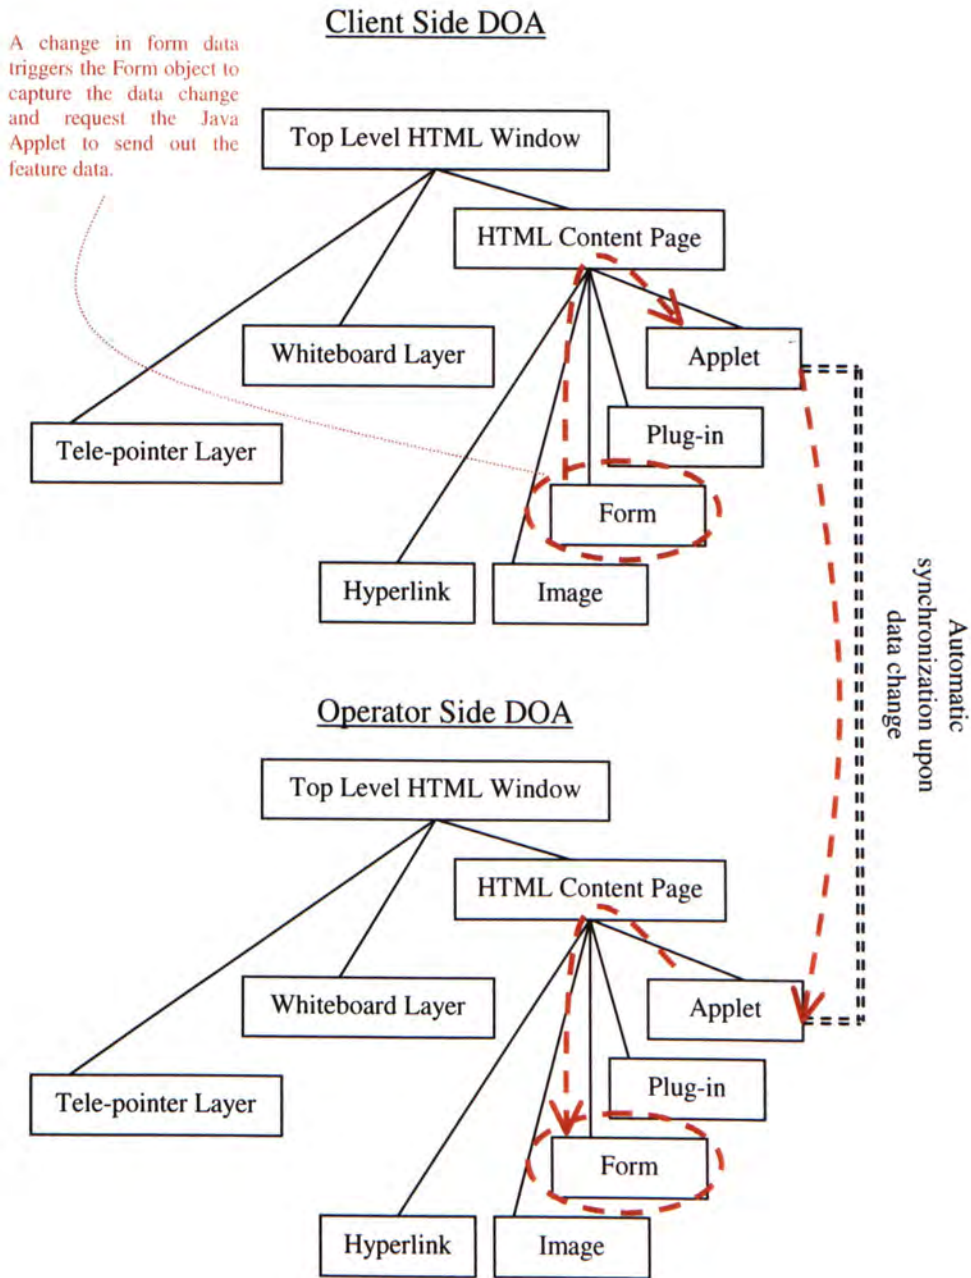 Client Side DOA
A change in form data
triggers the Form object to
capture the data change
and request the Java
Applet to send out the
feature data.
Top Level HTML Window
HTML Content Page
Whiteboard Layer
Applet
Tele-pointer Layer
Plug-in
Form
Hyperlink
Image
Automatic
synchronization upon
data change
Operator Side DOA
Top Level HTML Window
HTML Content Page
Whiteboard Layer
Applet
Tele-pointer Layer
Plug-in
Form
Hyperlink
Image